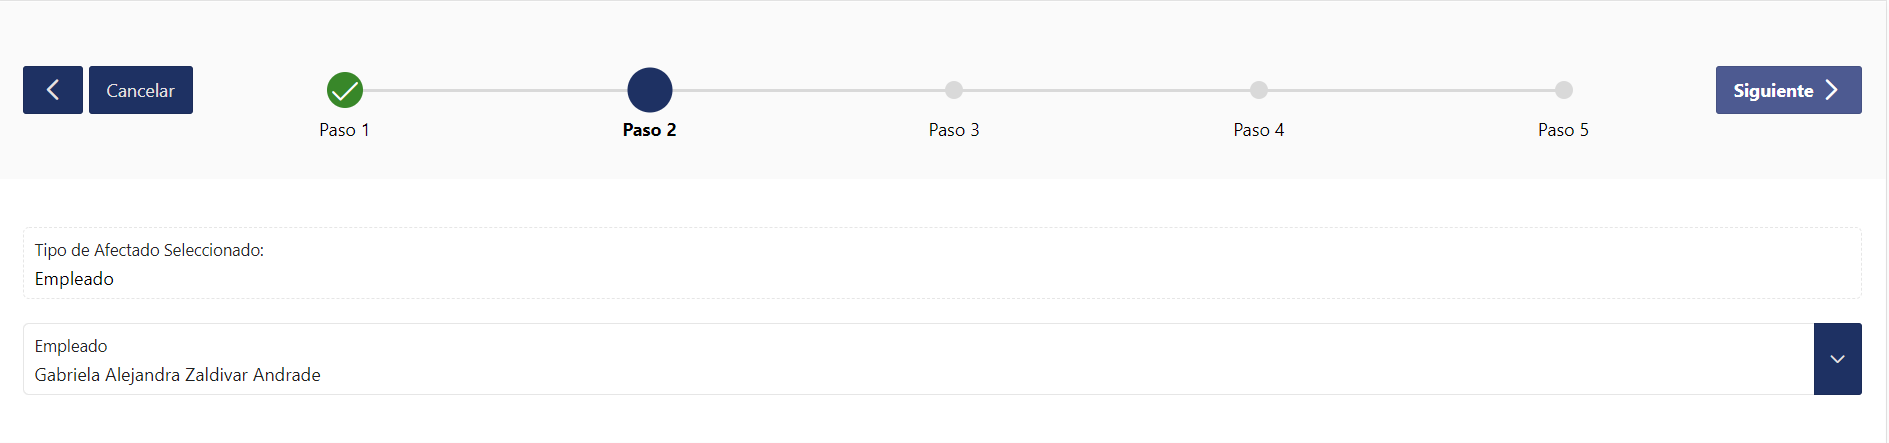 Cancelar
Siguiente
Paso 1
Paso 2
Paso 3
Paso 4
Paso 5
Tipo de Afectado Seleccionado:
Empleado
Empleado
Gabriela Alejandra Zaldivar Andrade